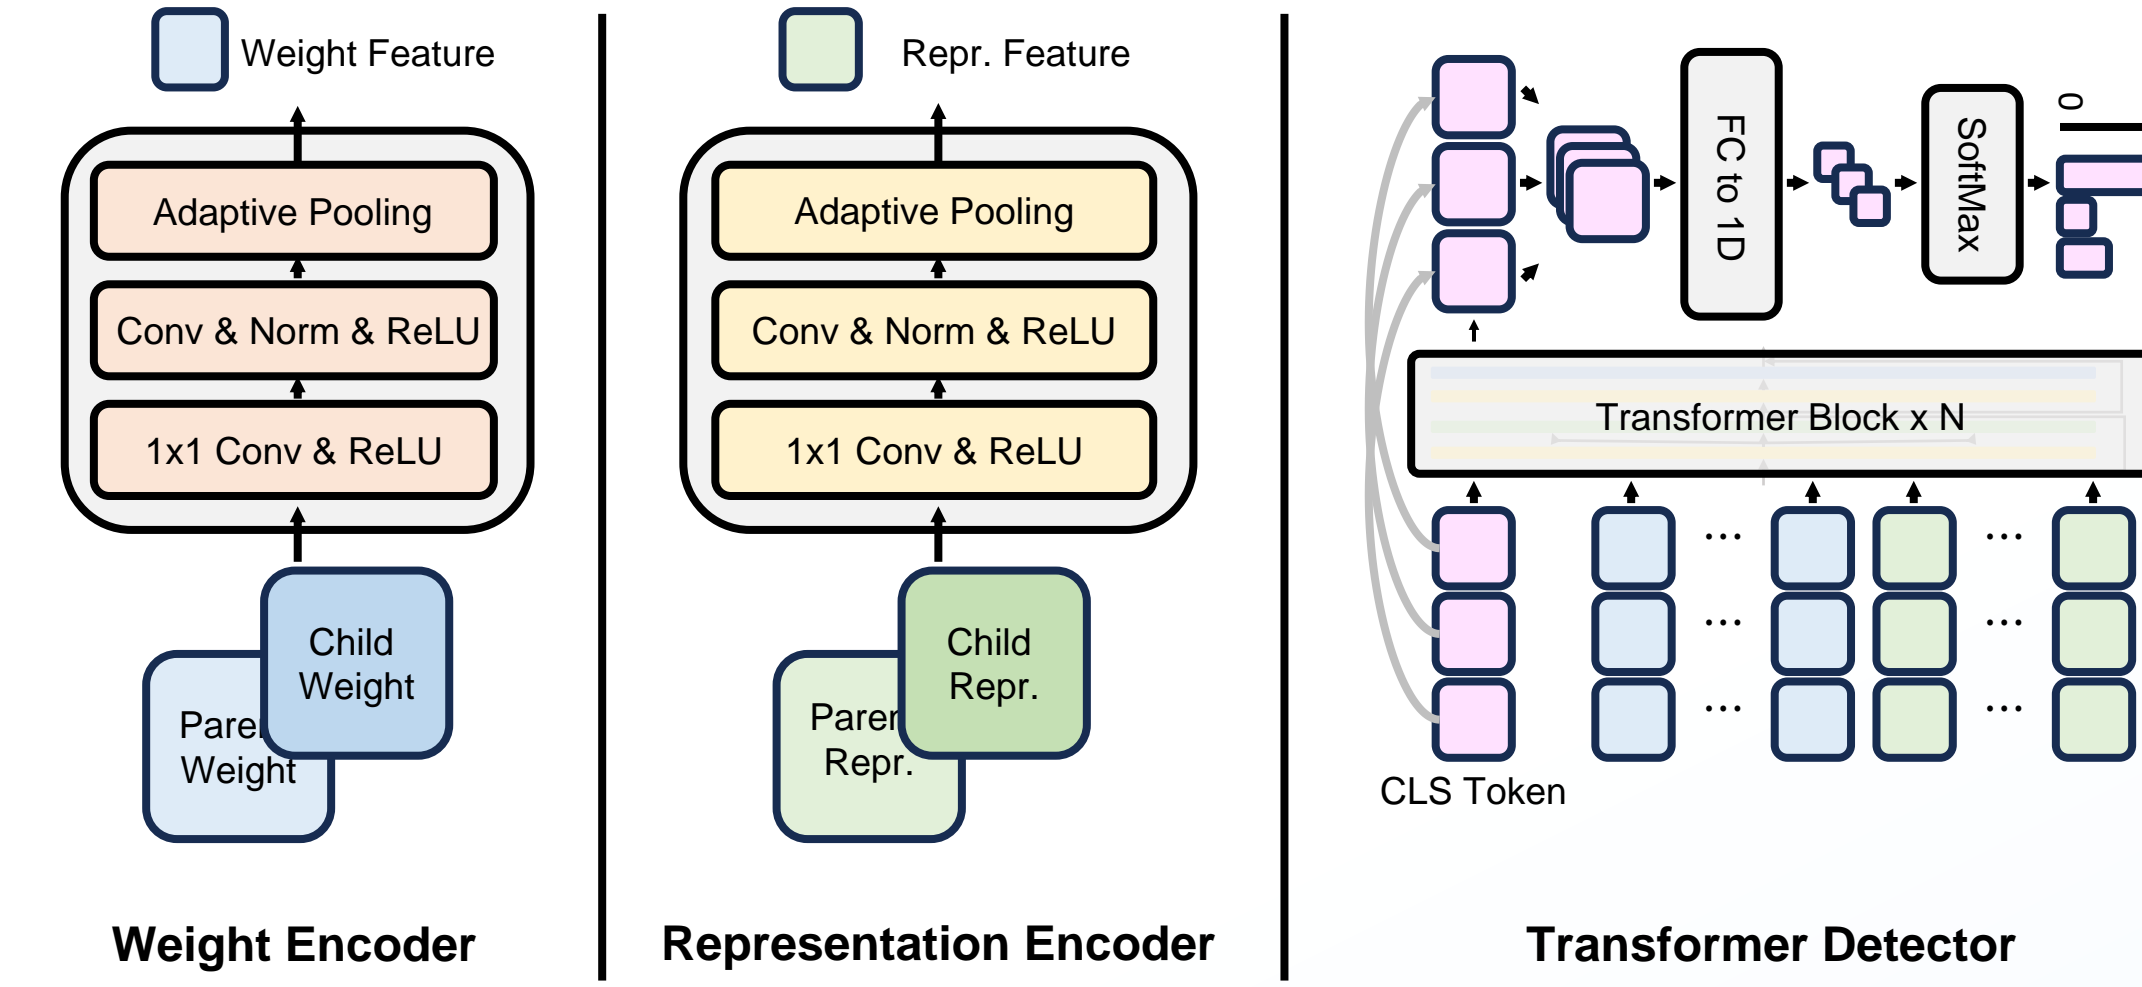 Weight Feature
Adaptive Pooling
Conv & Norm & ReLU
1x1 Conv & ReLU
Child
Weight
Weight
Weight Encoder
Repr. Feature
Adaptive Pooling
Conv & Norm & ReLU
1x1 Conv & ReLU
Child
Repr.
Repr.
Representation Encoder
FC to 1D
SoftMax
0
Transformer Block x N
...
...
...
...
...
...
CLS Token
Transformer Detector